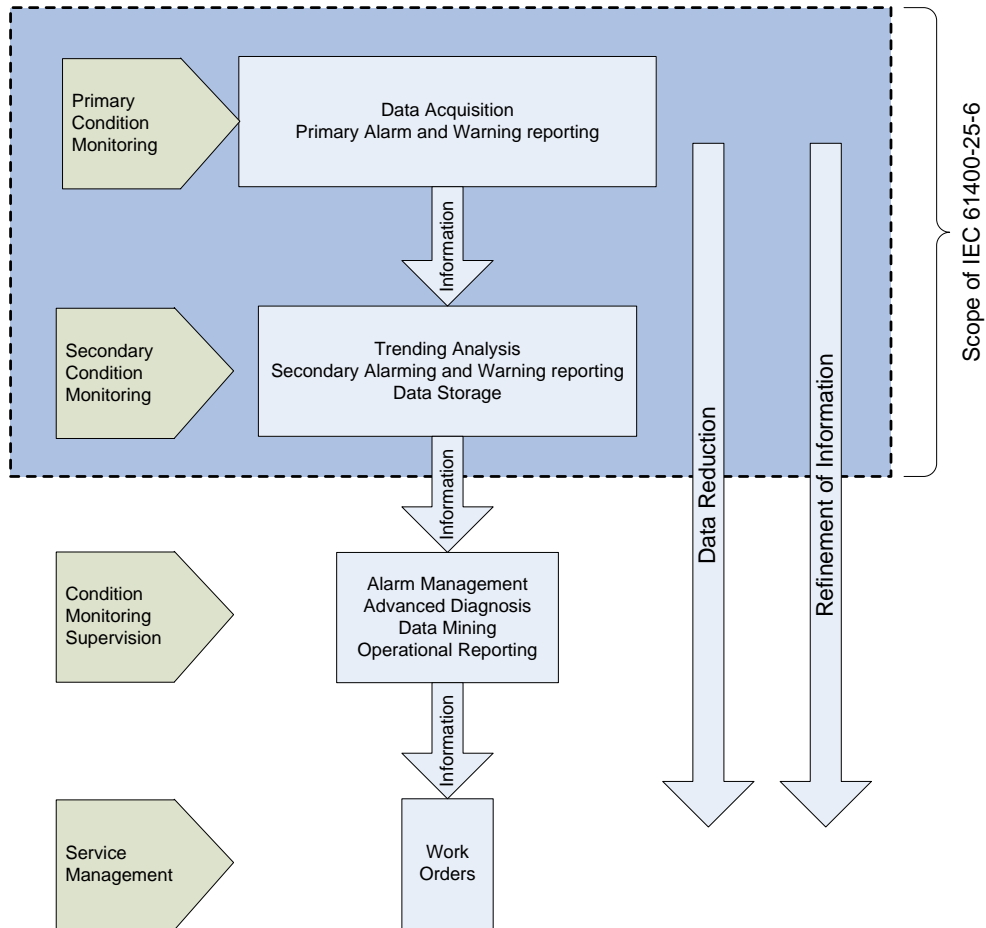 Primary
Condition
Monitoring
Data Acquisition
Primary Alarm and Warning reporting
Information
Secondary
Condition
Monitoring
Trending Analysis
Secondary Alarming and Warning reporting
Data Storage
Information
Condition
Monitoring
Supervision
Alarm Management
Advanced Diagnosis
Data Mining
Operational Reporting
Information
Service
Management
Work
Orders
Data Reduction
Refinement of Information
Scope of IEC 61400-25-6